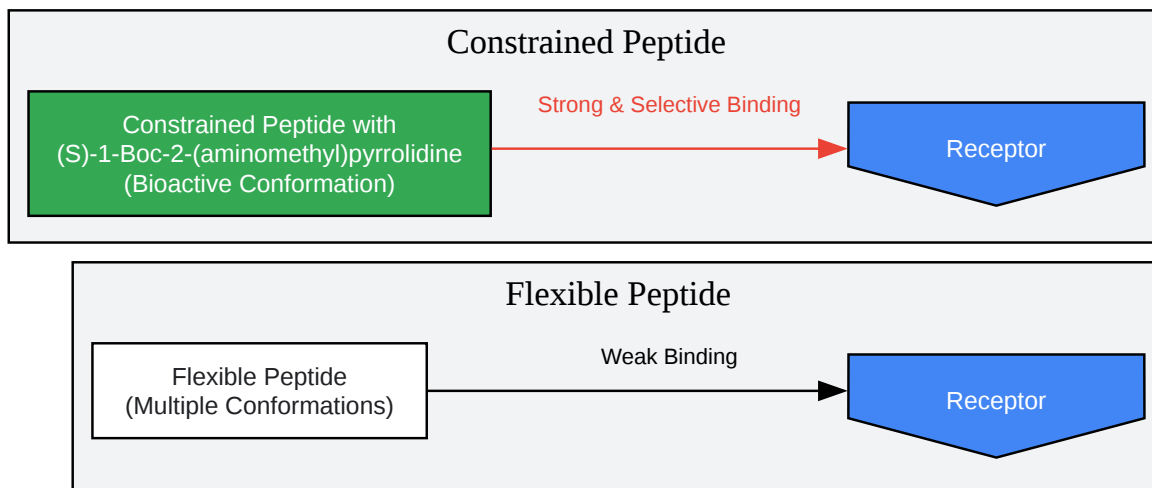 Constrained Peptide
Constrained Peptide with
(S)-1-Boc-2-(aminomethyl)pyrrolidine
(Bioactive Conformation)
Strong & Selective Binding
Receptor
Flexible Peptide
Flexible Peptide
(Multiple Conformations)
Weak Binding
Receptor